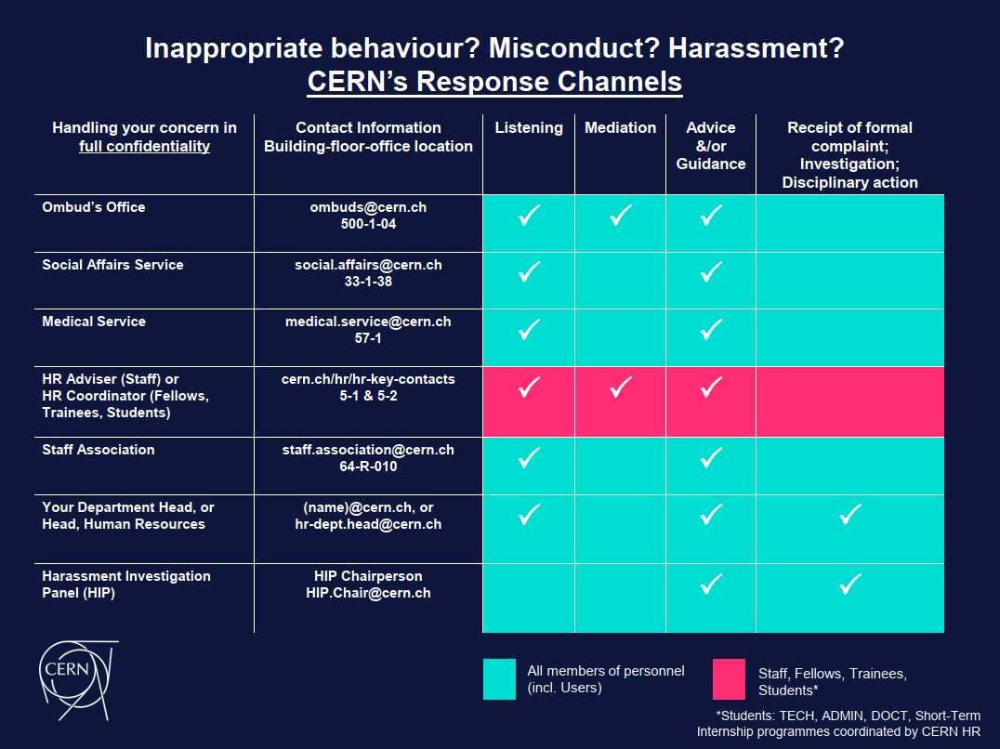 Inappropriate behaviour? Misconduct? Harassment?
CERN's Response Channels
Handling your concern in
full confidentiality
Contact Information
Building-floor-office location
Listening
Mediation
Advice
&/or
Guidance
Receipt of formal
complaint;
Investigation;
Disciplinary action
Ombud's Office
ombuds@cern.ch
500-1-04
✓ ✓ ✓
Social Affairs Service
social.affairs@cern.ch
33-1-38
✓ ✓
Medical Service
medical.service@cern.ch
57-1
✓ ✓
HR Adviser (Staff) or
HR Coordinator (Fellows,
Trainees, Students)
cern.ch/hr/hr-key-contacts
5-1 & 5-2
✓ ✓ ✓
Staff Association
staff.association@cern.ch
64-R-010
✓ ✓
Your Department Head, or
Head, Human Resources
(name)@cern.ch, or
hr-dept.head@cern.ch
✓ ✓ ✓
Harassment Investigation
Panel (HIP)
HIP Chairperson
HIP.Chair@cern.ch
✓ ✓
CERN
All members of personnel
(incl. Users)
Staff, Fellows, Trainees,
Students*
*Students: TECH, ADMIN, DOCT, Short-Term
Internship programmes coordinated by CERN HR